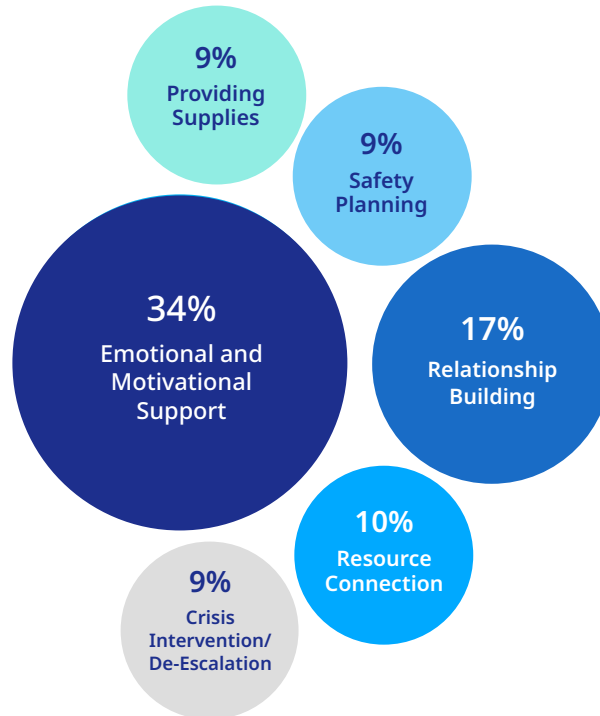 9%
Providing
Supplies
9%
Safety
Planning
34%
Emotional and
Motivational
Support
17%
Relationship
Building
10%
Resource
Connection
9%
Crisis
Intervention/
De-Escalation